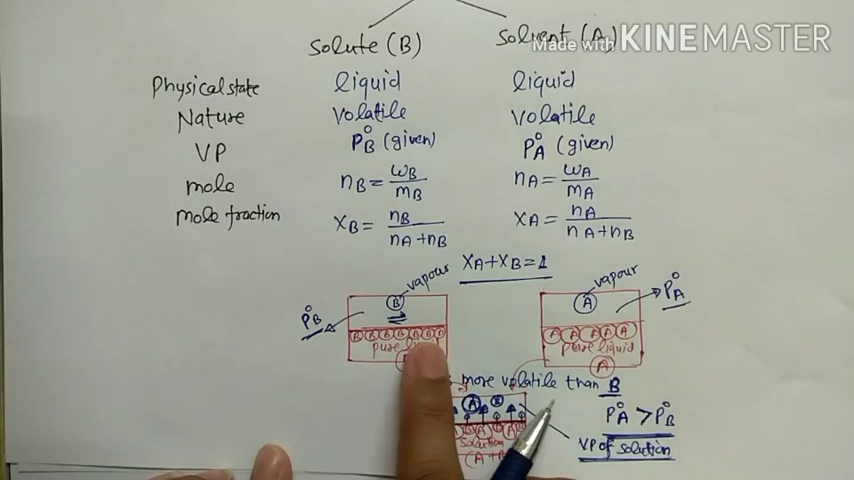 solute (B) solvent (A)
Made with KINEMASTER
Physical state liquid liquid
Nature volatile volatile
VP P°B (given) P°A (given)
mole nB = wB/mB nA = wA/mA
mole fraction xB = nB/nA+nB xA = nA/nA+nB
xA+xB=1
B vapour A vapour
P°B P°A
B B B B B B B A A A A A
pure liquid pure liquid
A
more volatile than B
A B
P°A > P°B
solution VP of solution
(A+